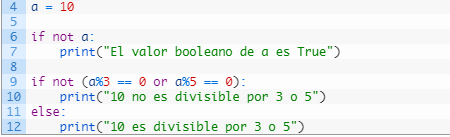 4 a = 10
5
6 if not a:
7     print("El valor booleano de a es True")
8
9 if not (a%3 == 0 or a%5 == 0):
10     print("10 no es divisible por 3 o 5")
11 else:
12     print("10 es divisible por 3 o 5")